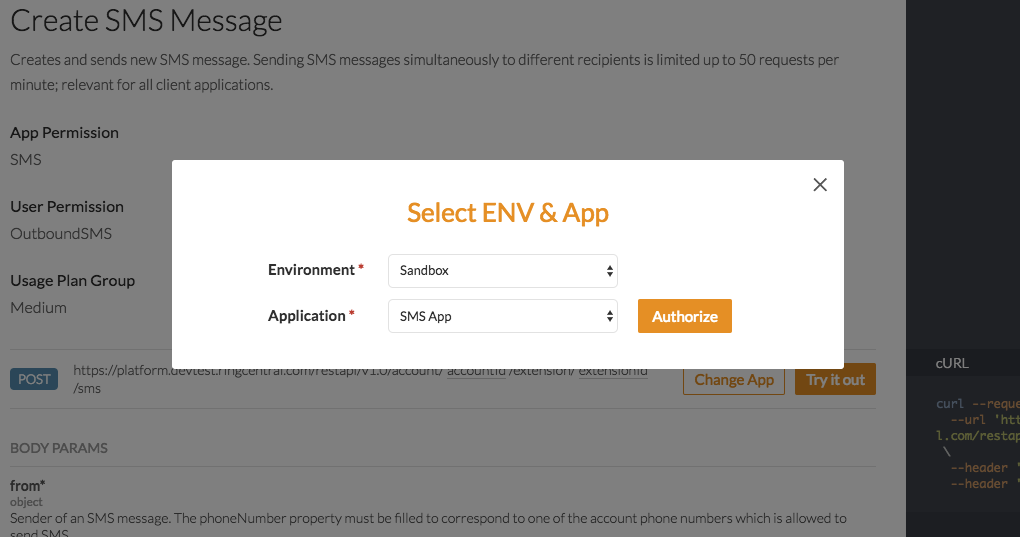 Create SMS Message
Creates and sends new SMS message. Sending SMS messages simultaneously to different recipients is limited up to 50 requests per
minute; relevant for all client applications.
App Permission
SMS
User Permission
OutboundSMS
Usage Plan Group
Medium
Select ENV & App
Environment *
Sandbox
Application *
SMS App
Authorize
POST
https://platform.devtest.ringcentral.com/restapi/v1.0/account/ accountId /extension/ extensionId
/sms
Change App
Try it out
BODY PARAMS
from*
object
Sender of an SMS message. The phoneNumber property must be filled to correspond to one of the account phone numbers which is allowed to
send SMS
cURL
curl --reque
--url 'htt
l.com/restap
\
--header '
--header '